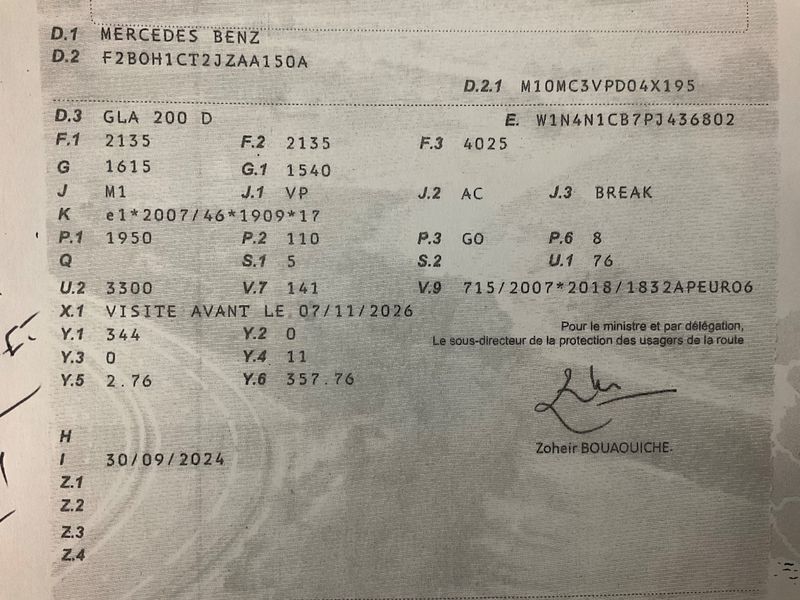 D.1 MERCEDES BENZ
D.2 F2BOH1CT2JZAA150A
D.2.1 M10MC3VPD04X195
D.3 GLA 200 D E. W1N4N1CB7PJ436802
F.1 2135 F.2 2135 F.3 4025
G 1615 G.1 1540
J M1 J.1 VP J.2 AC J.3 BREAK
K e1*2007/46*1909*17
P.1 1950 P.2 110 P.3 GO P.6 8
Q S.1 5 S.2 U.1 76
U.2 3300 V.7 141 V.9 715/2007*2018/1832APEURO6
X.1 VISITE AVANT LE 07/11/2026
Y.1 344 Y.2 0
Pour le ministre et par délégation,
Le sous-directeur de la protection des usagers de la route
Y.3 0 Y.4 11
Y.5 2.76 Y.6 357.76
H
Zoheir BOUAOUICHE.
I 30/09/2024
Z.1
Z.2
Z.3
Z.4